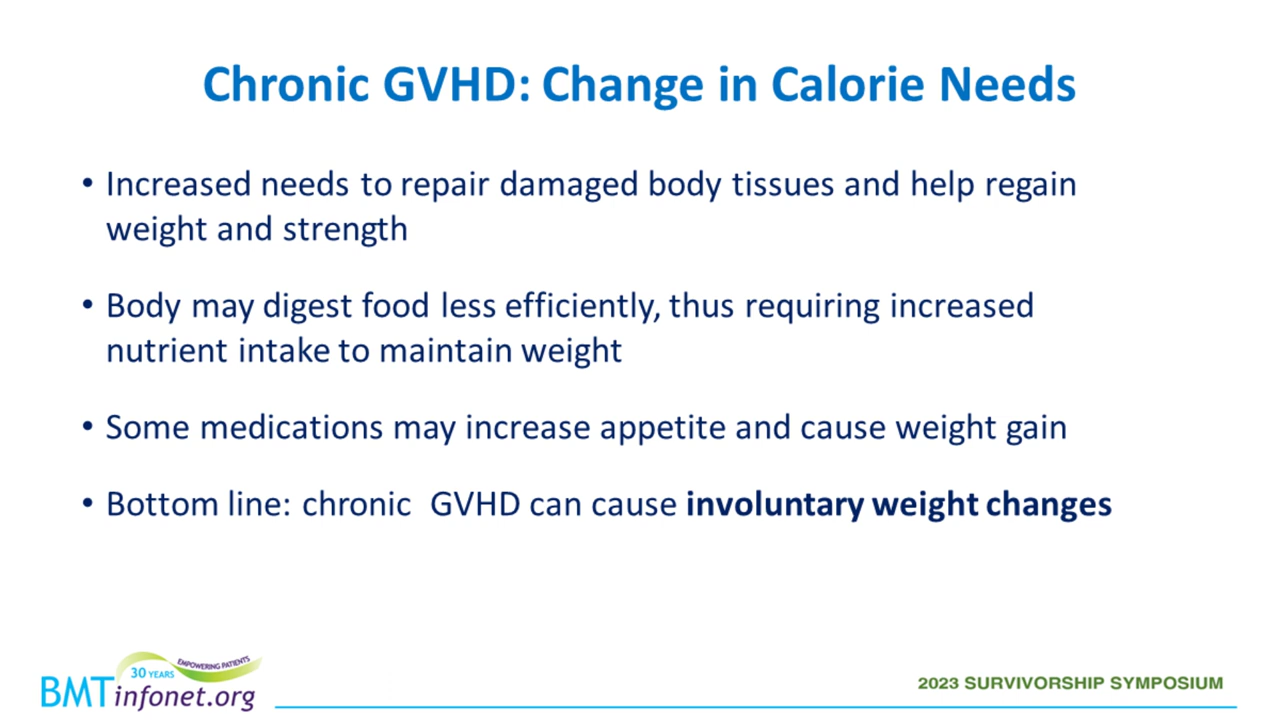 Chronic GVHD: Change in Calorie Needs
• Increased needs to repair damaged body tissues and help regain
weight and strength
• Body may digest food less efficiently, thus requiring increased
nutrient intake to maintain weight
• Some medications may increase appetite and cause weight gain
• Bottom line: chronic  GVHD can cause involuntary weight changes
30 YEARS
EMPOWERING PATIENTS
BMTinfonet.org
2023 SURVIVORSHIP SYMPOSIUM